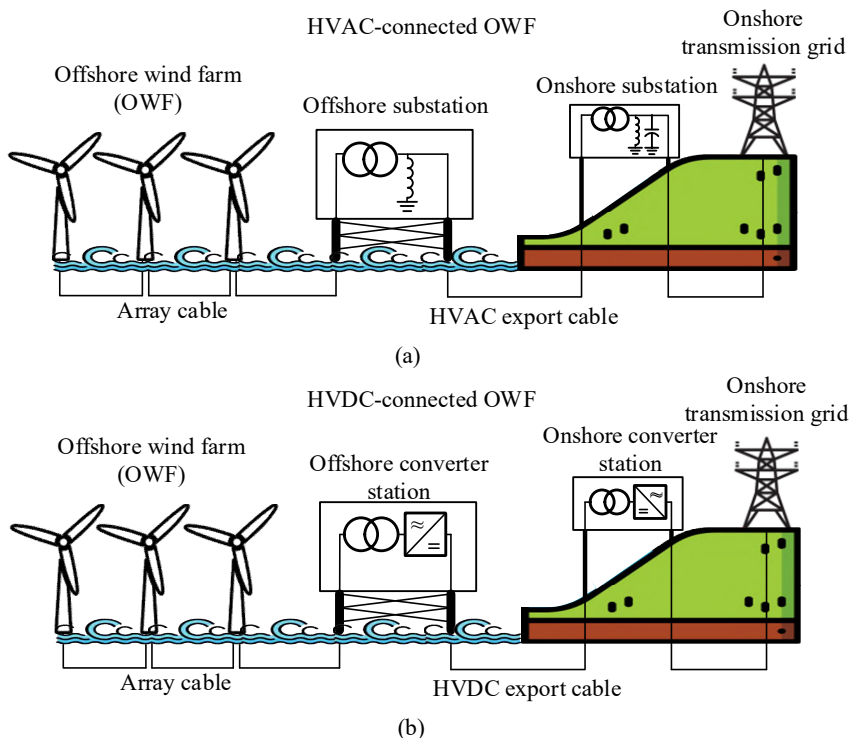 HVAC-connected OWF
Onshore
transmission grid
Offshore wind farm
(OWF)
Offshore substation
Onshore substation
Array cable
HVAC export cable
(a)
HVDC-connected OWF
Onshore
transmission grid
Offshore wind farm
(OWF)
Offshore converter
station
Onshore converter
station
Array cable
HVDC export cable
(b)